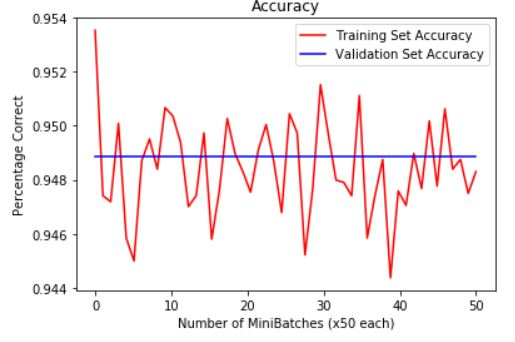 Accuracy
0.954
0.952
0.950
0.948
0.946
0.944
Percentage Correct
Training Set Accuracy
Validation Set Accuracy
0 10 20 30 40 50
Number of MiniBatches (x50 each)